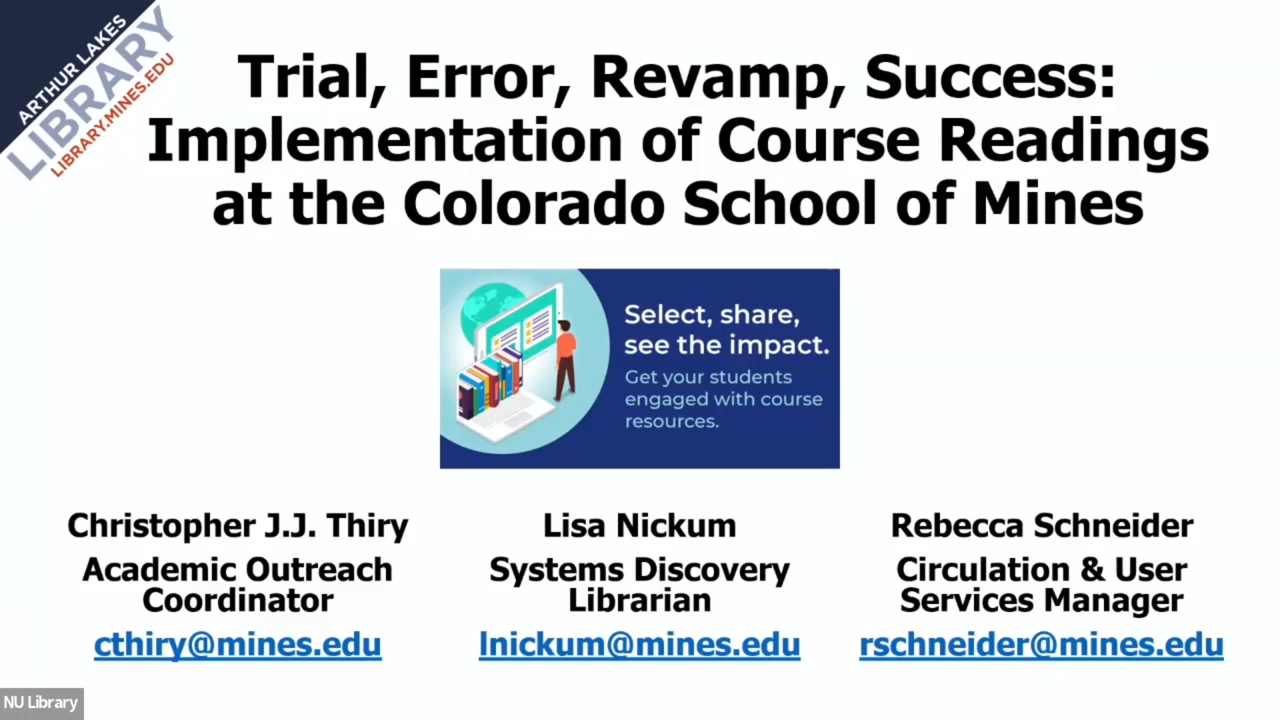 ARTHUR LAKES
LIBRARY
LIBRARY.MINES.EDU
Trial, Error, Revamp, Success:
Implementation of Course Readings
at the Colorado School of Mines
Select, share,
see the impact.
Get your students
engaged with course
resources.
Christopher J.J. Thiry
Academic Outreach
Coordinator
cthiry@mines.edu
Lisa Nickum
Systems Discovery
Librarian
lnickum@mines.edu
Rebecca Schneider
Circulation & User
Services Manager
rschneider@mines.edu
NU Library